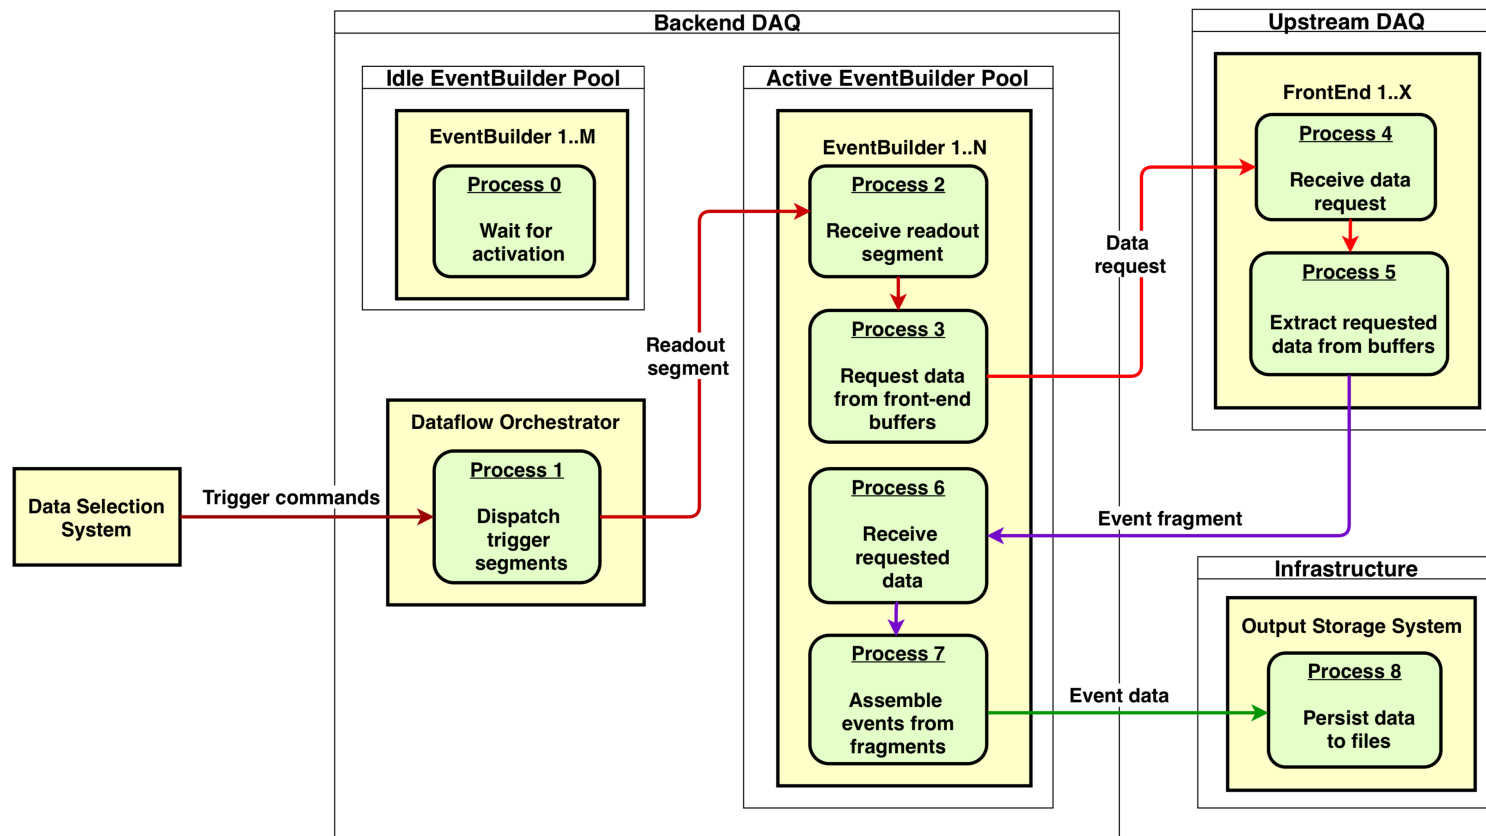 Backend DAQ
Upstream DAQ
Idle EventBuilder Pool
EventBuilder 1..M
Process 0
Wait for
activation
Active EventBuilder Pool
EventBuilder 1..N
Process 2
Receive readout
segment
Process 3
Request data
from front-end
buffers
Process 6
Receive
requested
data
Process 7
Assemble
events from
fragments
FrontEnd 1..X
Process 4
Receive data
request
Process 5
Extract requested
data from buffers
Data
request
Readout
segment
Dataflow Orchestrator
Process 1
Dispatch
trigger
segments
Data Selection
System
Trigger commands
Event fragment
Infrastructure
Output Storage System
Process 8
Persist data
to files
Event data